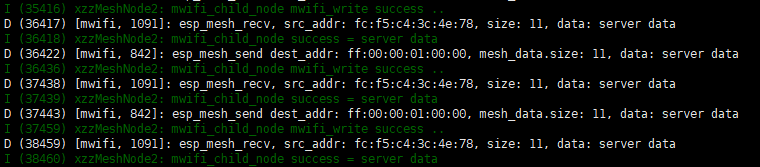 I (35416) xzzMeshNode2: mwifi_child_node mwifi_write success ..
D (36417) [mwifi, 1091]: esp_mesh_recv, src_addr: fc:f5:c4:3c:4e:78, size: 11, data: server data
I (36418) xzzMeshNode2: mwifi_child_node success = server data
D (36422) [mwifi, 842]: esp_mesh_send dest_addr: ff:00:00:01:00:00, mesh_data.size: 11, data: server data
I (36436) xzzMeshNode2: mwifi_child_node mwifi_write success ..
D (37438) [mwifi, 1091]: esp_mesh_recv, src_addr: fc:f5:c4:3c:4e:78, size: 11, data: server data
I (37439) xzzMeshNode2: mwifi_child_node success = server data
D (37443) [mwifi, 842]: esp_mesh_send dest_addr: ff:00:00:01:00:00, mesh_data.size: 11, data: server data
I (37459) xzzMeshNode2: mwifi_child_node mwifi_write success ..
D (38459) [mwifi, 1091]: esp_mesh_recv, src_addr: fc:f5:c4:3c:4e:78, size: 11, data: server data
I (38460) xzzMeshNode2: mwifi_child_node success = server data